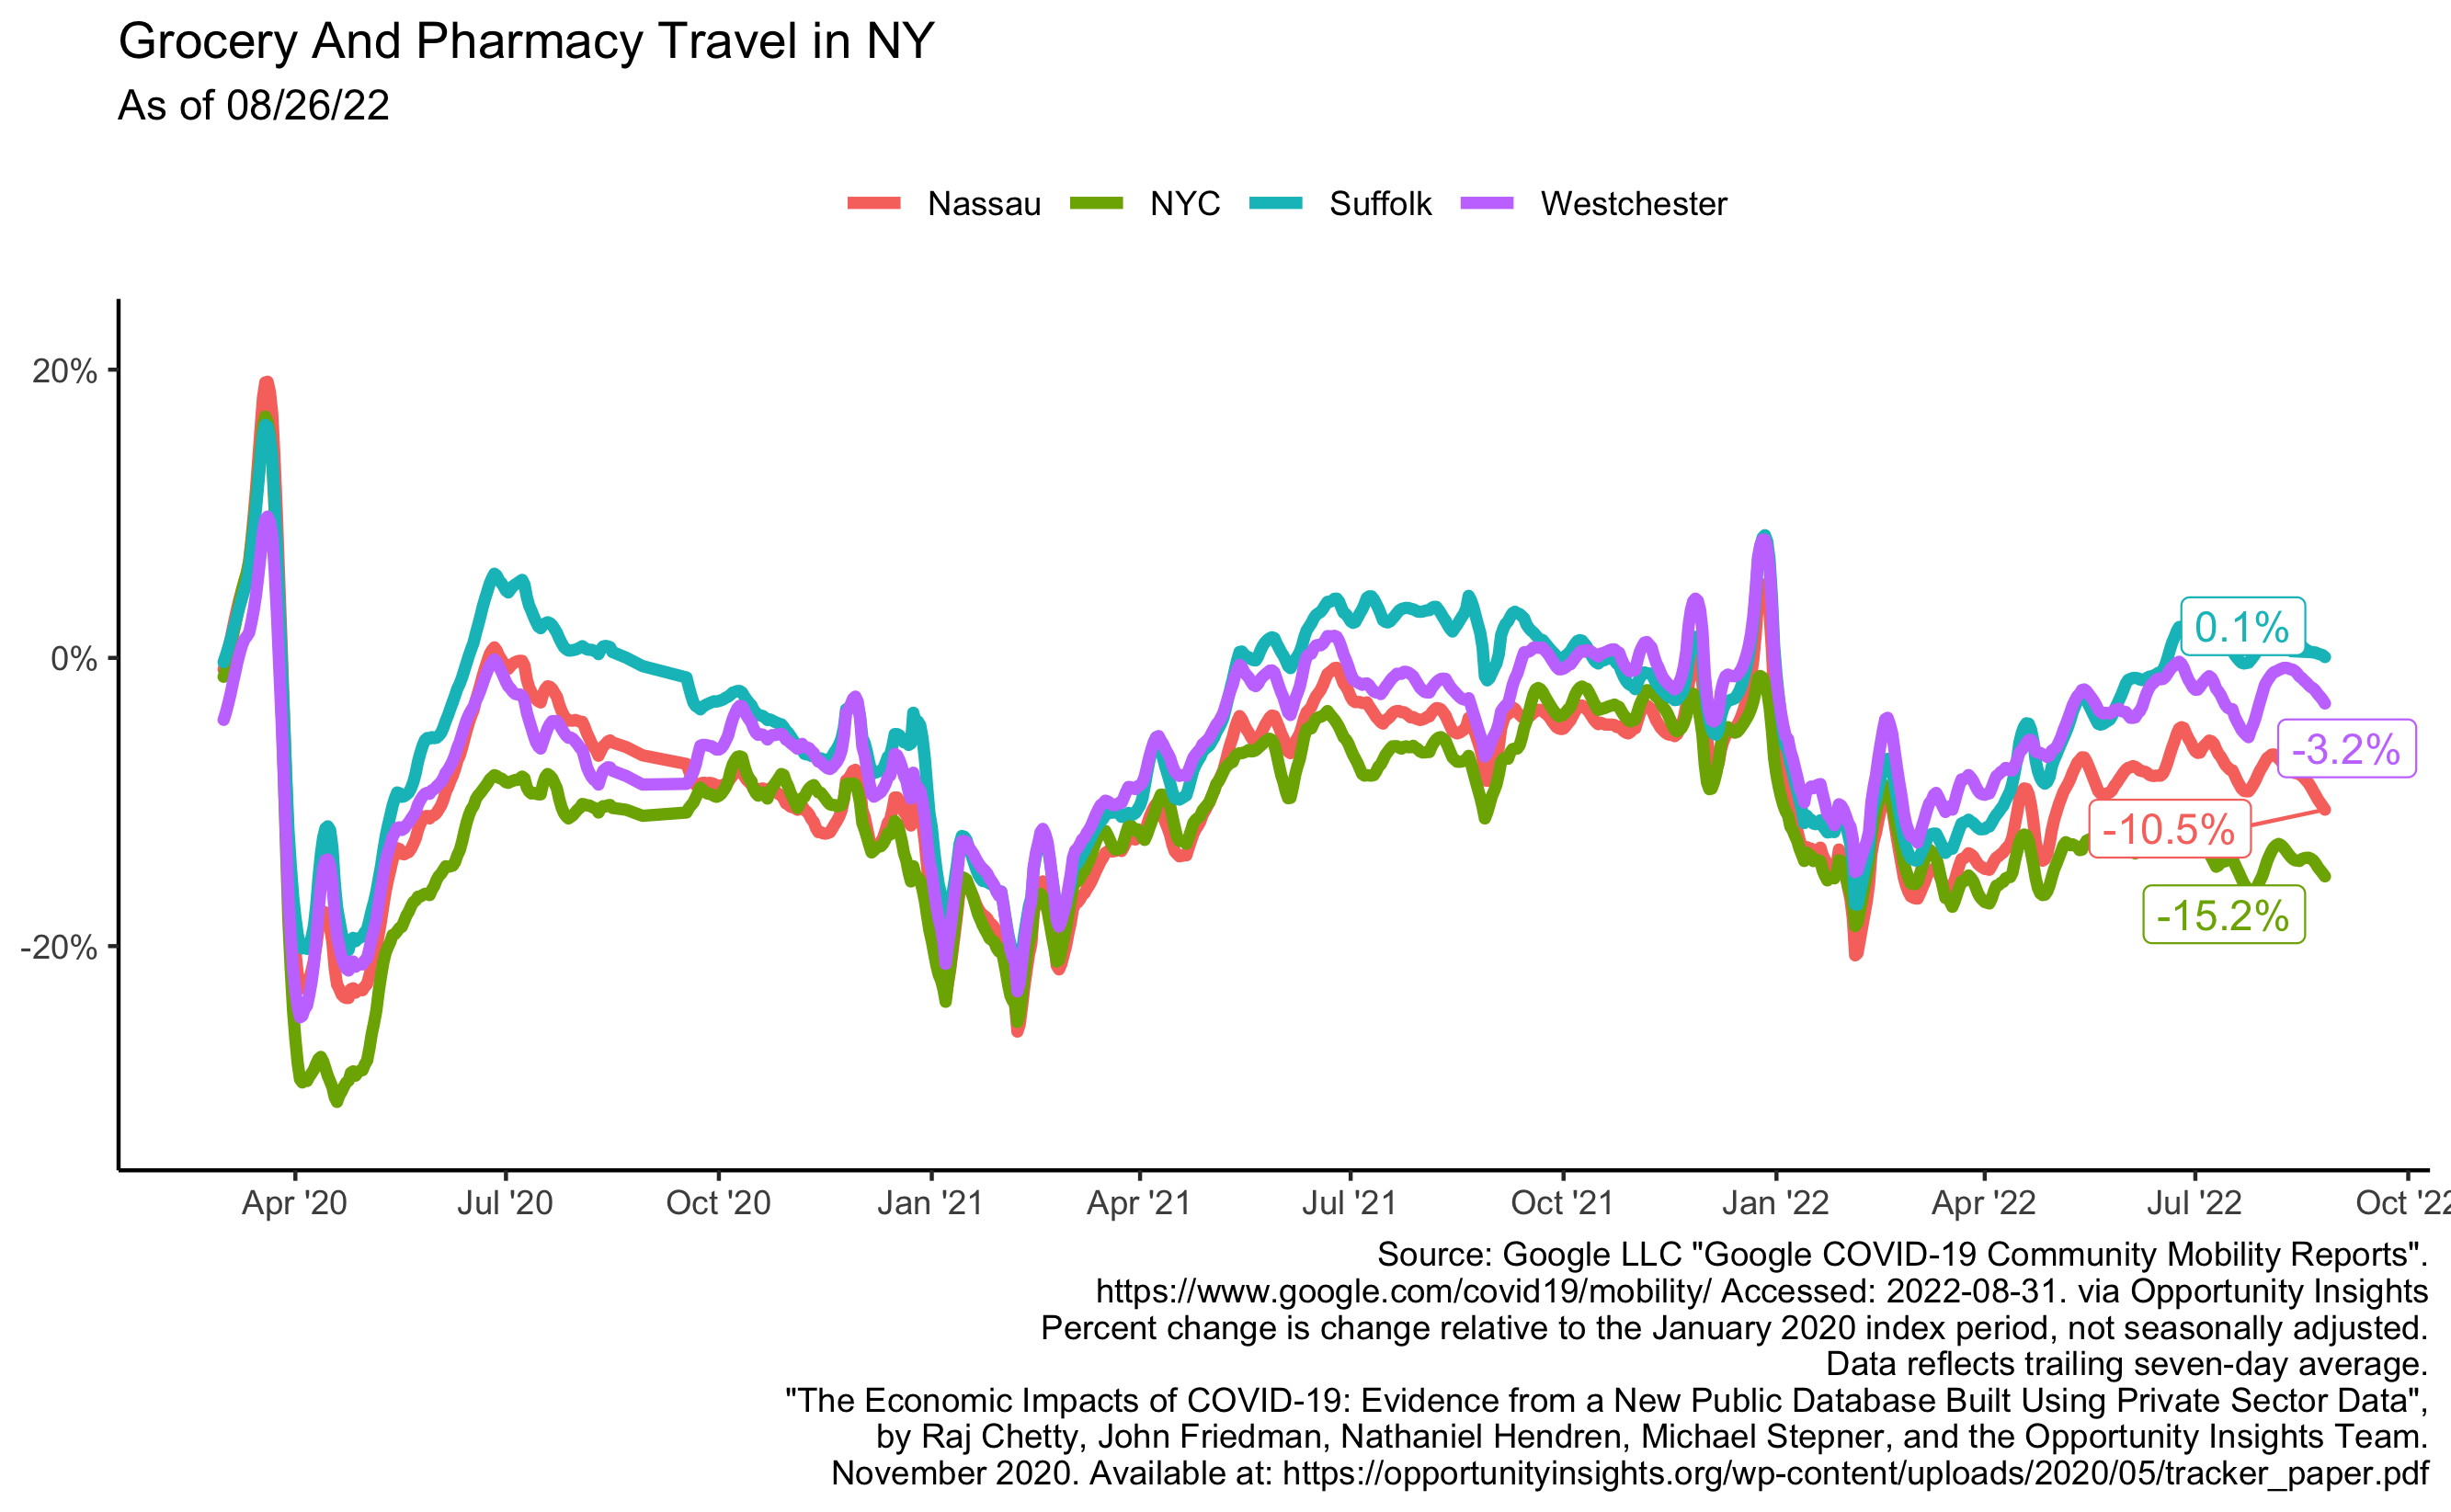 Grocery And Pharmacy Travel in NY
As of 08/26/22
Nassau NYC Suffolk Westchester
20%
0%
-20%
0.1%
-3.2%
-10.5%
-15.2%
Apr '20 Jul '20 Oct '20 Jan '21 Apr '21 Jul '21 Oct '21 Jan '22 Apr '22 Jul '22 Oct '22
Source: Google LLC "Google COVID-19 Community Mobility Reports".
https://www.google.com/covid19/mobility/ Accessed: 2022-08-31. via Opportunity Insights
Percent change is change relative to the January 2020 index period, not seasonally adjusted.
Data reflects trailing seven-day average.
"The Economic Impacts of COVID-19: Evidence from a New Public Database Built Using Private Sector Data",
by Raj Chetty, John Friedman, Nathaniel Hendren, Michael Stepner, and the Opportunity Insights Team.
November 2020. Available at: https://opportunityinsights.org/wp-content/uploads/2020/05/tracker_paper.pdf